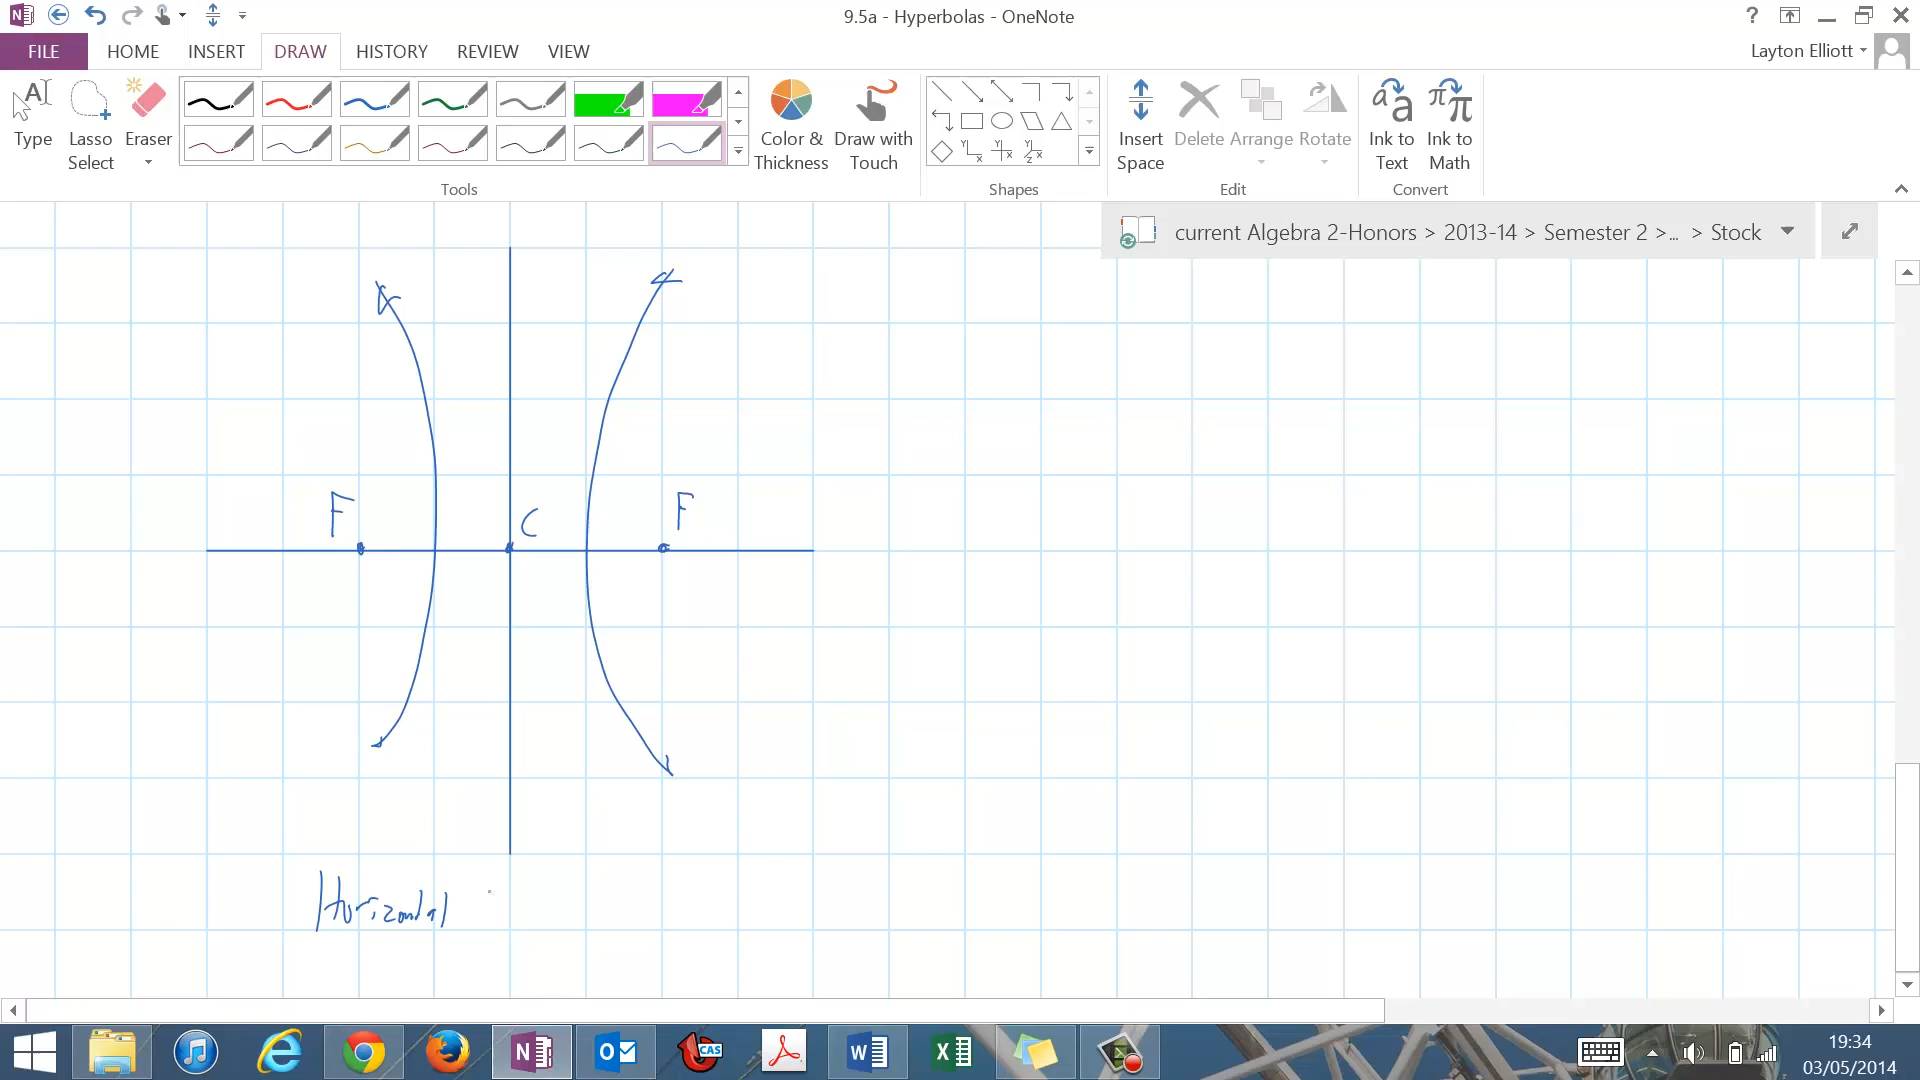 9.5a - Hyperbolas - OneNote
FILE HOME INSERT DRAW HISTORY REVIEW VIEW
Layton Elliott
Type
Lasso Select
Eraser
Color & Thickness
Draw with Touch
Insert Space
Delete
Arrange
Rotate
Ink to Text
Ink to Math
Tools
Shapes
Edit
Convert
current Algebra 2-Honors > 2013-14 > Semester 2 >... > Stock
F
C
F
Horizontal
CAS
19:34
03/05/2014